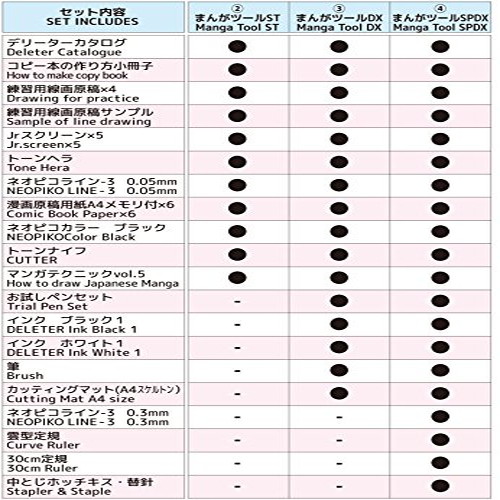 セット内容
SET INCLUDES
②
まんがツールST
Manga Tool ST
③
まんがツールDX
Manga Tool DX
④
まんがツールSPDX
Manga Tool SPDX
デリーターカタログ
Deleter Catalogue
コピー本の作り方小冊子
How to make copy book
練習用線画原稿×4
Drawing for practice
練習用線画原稿サンプル
Sample of line drawing
Jrスクリーン×5
Jr.screen×5
トーンヘラ
Tone Hera
ネオピコライン-3 0.05mm
NEOPIKO LINE-3 0.05mm
漫画原稿用紙A4メモリ付×6
Comic Book Paper×6
ネオピコカラー ブラック
NEOPIKOColor Black
トーンナイフ
CUTTER
マンガテクニックvol.5
How to draw Japanese Manga
お試しペンセット
Trial Pen Set
-
インク ブラック1
DELETER Ink Black 1
-
インク ホワイト1
DELETER Ink White 1
-
筆
Brush
-
カッティングマット(A4スケルトン)
Cutting Mat A4 size
-
ネオピコライン-3 0.3mm
NEOPIKO LINE-3 0.3mm
- -
雲型定規
Curve Ruler
- -
30cm定規
30cm Ruler
- -
中とじホッチキス・替針
Stapler & Staple
- -